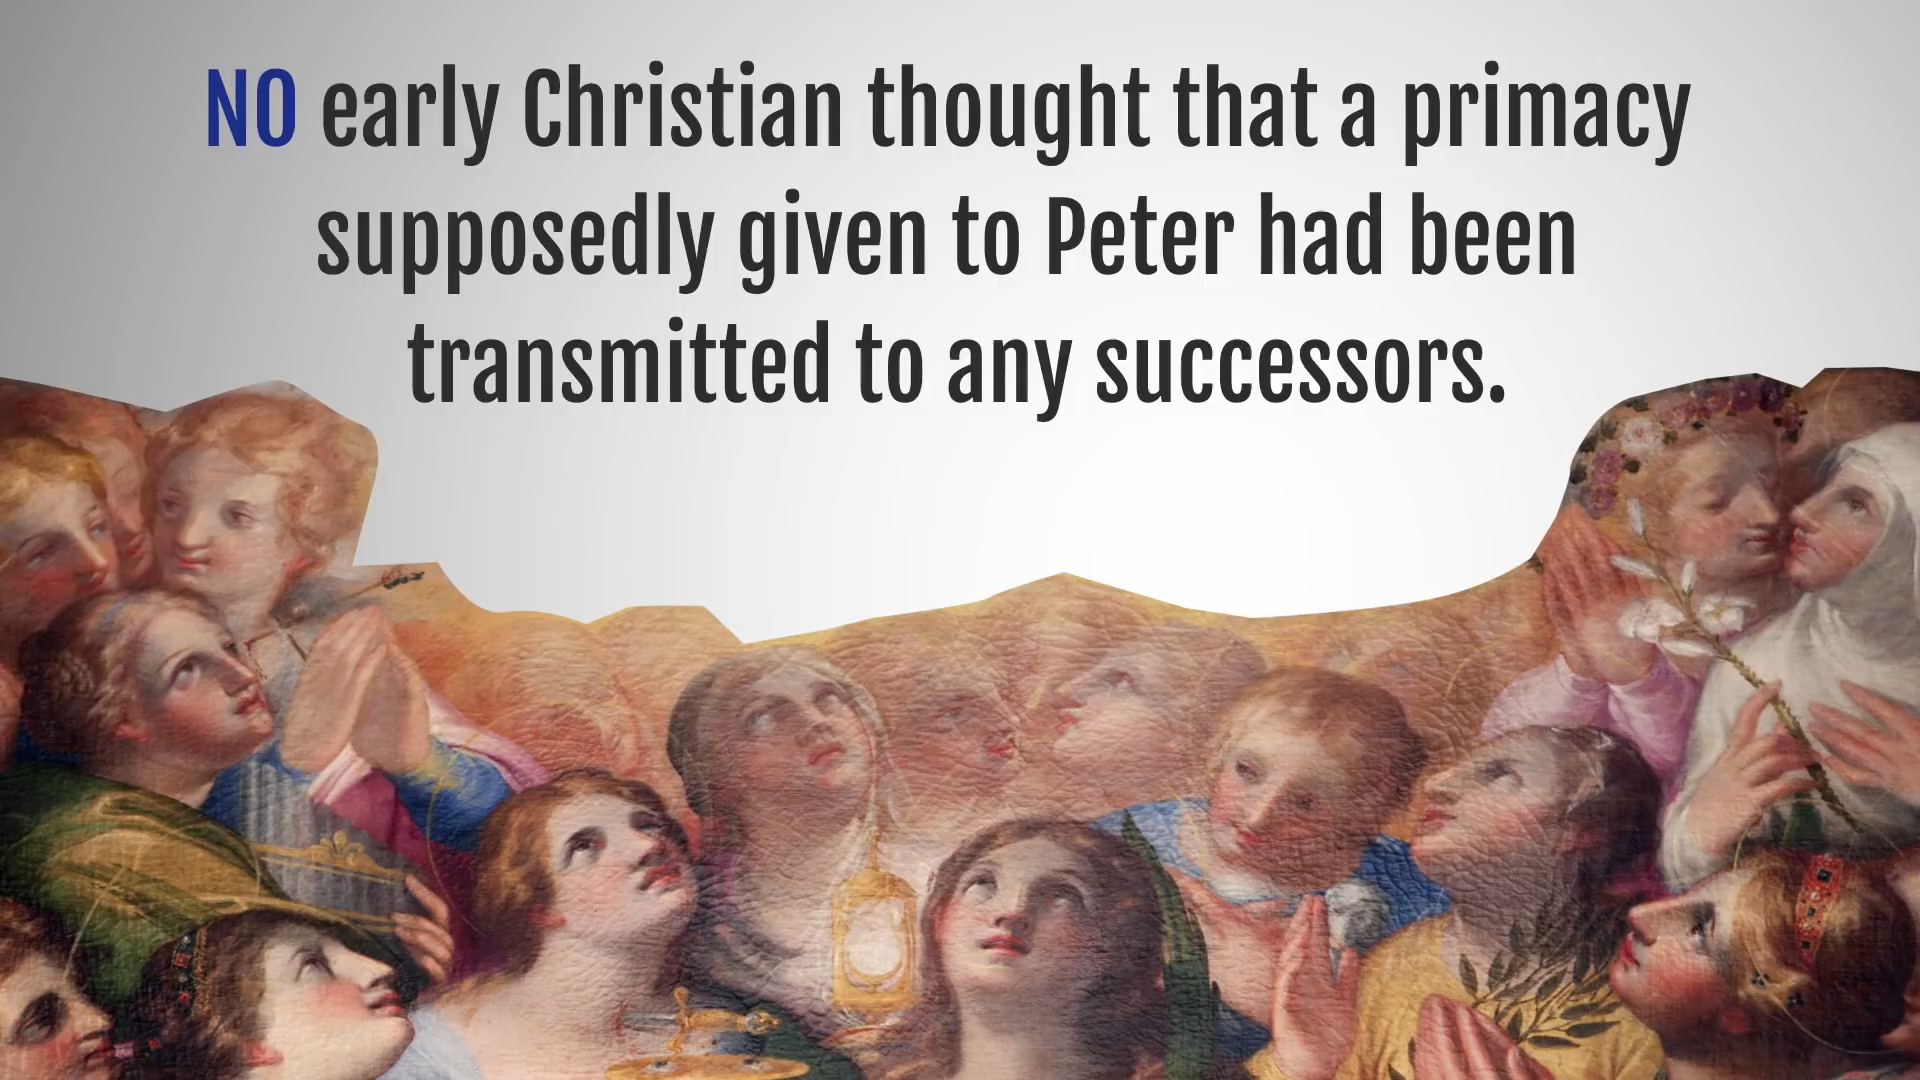 NO early Christian thought that a primacy
supposedly given to Peter had been
transmitted to any successors.